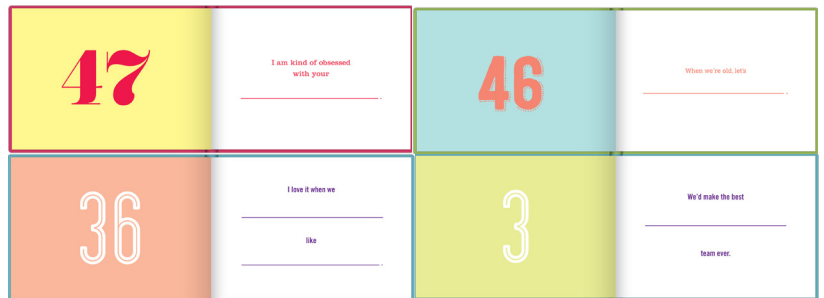 47
I am kind of obsessed
with your
.
46
When we're old, let's
.
36
I love it when we
like
.
3
We'd make the best
team ever.